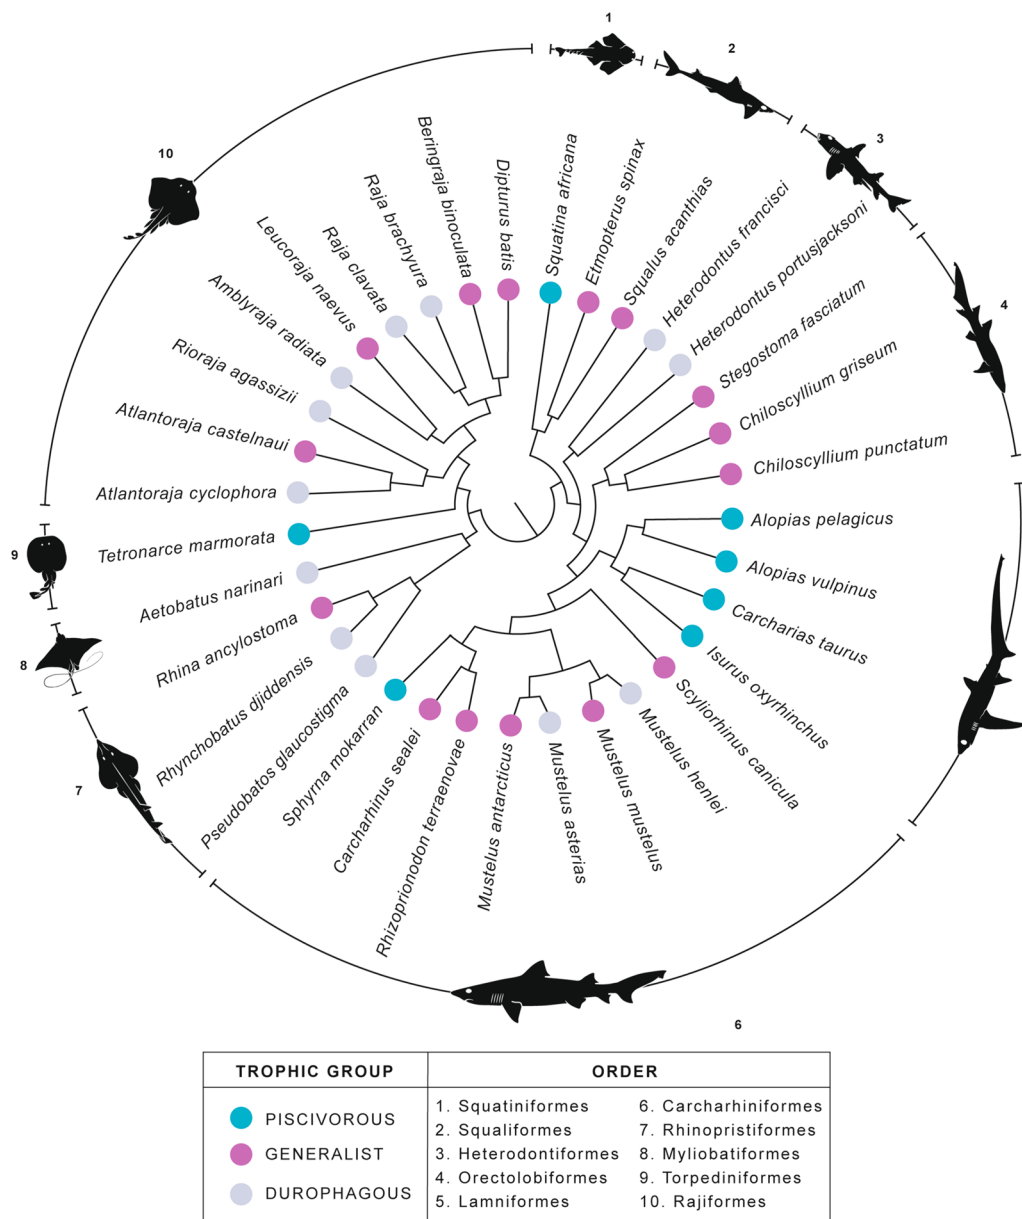 1
2
3
4
10
9
8
7
6
Dipturus batis
Squatina africana
Etmopterus spinax
Squalus acanthias
Heterodontus francisci
Heterodontus portusjacksoni
Stegostoma fasciatum
Chiloscyllium griseum
Chiloscyllium punctatum
Alopias pelagicus
Alopias vulpinus
Carcharias taurus
Isurus oxyrhinchus
Scyliorhinus canicula
Mustelus henlei
Mustelus mustelus
Mustelus asterias
Mustelus antarcticus
Rhizoprionodon terraenovae
Carcharhinus sealei
Sphyrna mokarran
Pseudobatos glaucostigma
Rhynchobatus djiddensis
Rhina ancylostoma
Aetobatus narinari
Tetronarce marmorata
Atlantoraja cyclophora
Atlantoraja castelnaui
Rioraja agassizii
Amblyraja radiata
Leucoraja naevus
Raja clavata
Raja brachyura
Beringraja binoculata
TROPHIC GROUP
PISCIVOROUS
GENERALIST
DUROPHAGOUS
ORDER
1. Squatiniformes
2. Squaliformes
3. Heterodontiformes
4. Orectolobiformes
5. Lamniformes
6. Carcharhiniformes
7. Rhinopristiformes
8. Myliobatiformes
9. Torpediniformes
10. Rajiformes